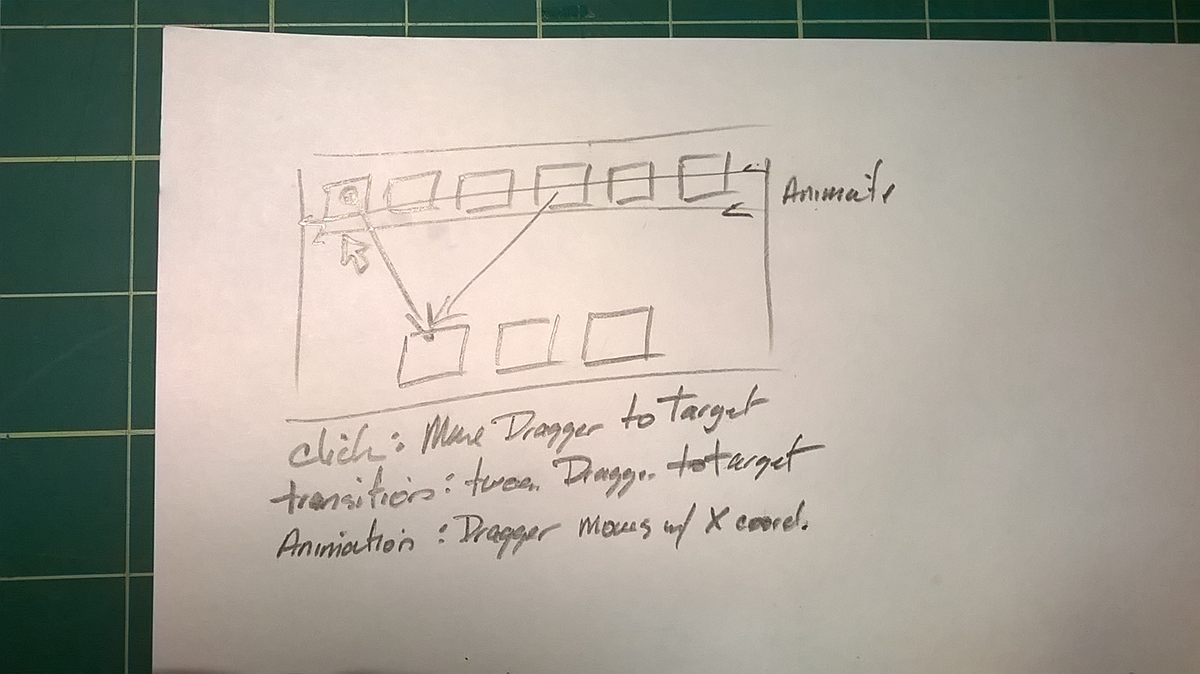 Animate
click: Move Dragger to Target
transition: tween Dragger to target
Animation: Dragger moves w/ X coord.